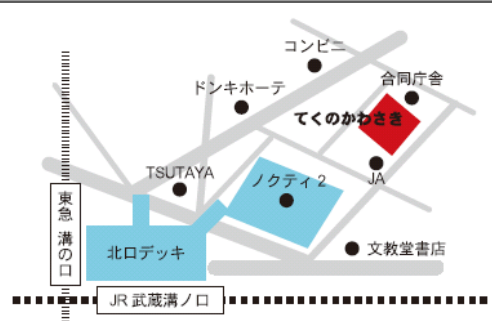 コンビニ
合同庁舎
ドンキホーテ
てくのかわさき
TSUTAYA
ノクティ2
JA
東急 溝の口
北口デッキ
文教堂書店
JR 武蔵溝ノ口